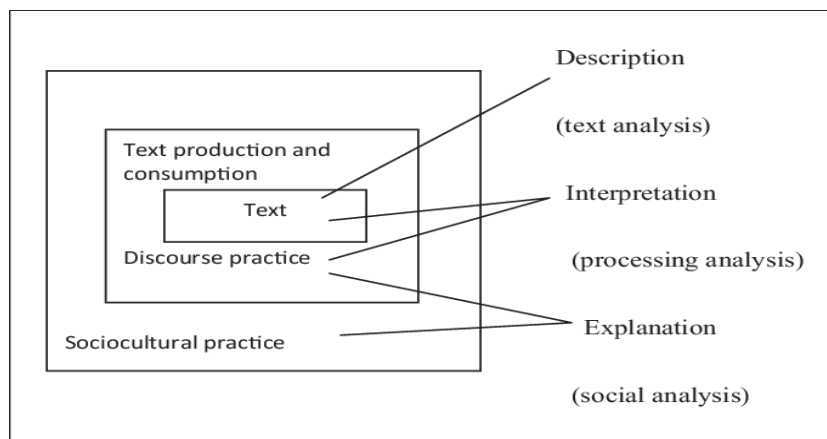 Description
(text analysis)
Text production and
consumption
Text
Interpretation
Discourse practice
(processing analysis)
Explanation
Sociocultural practice
(social analysis)